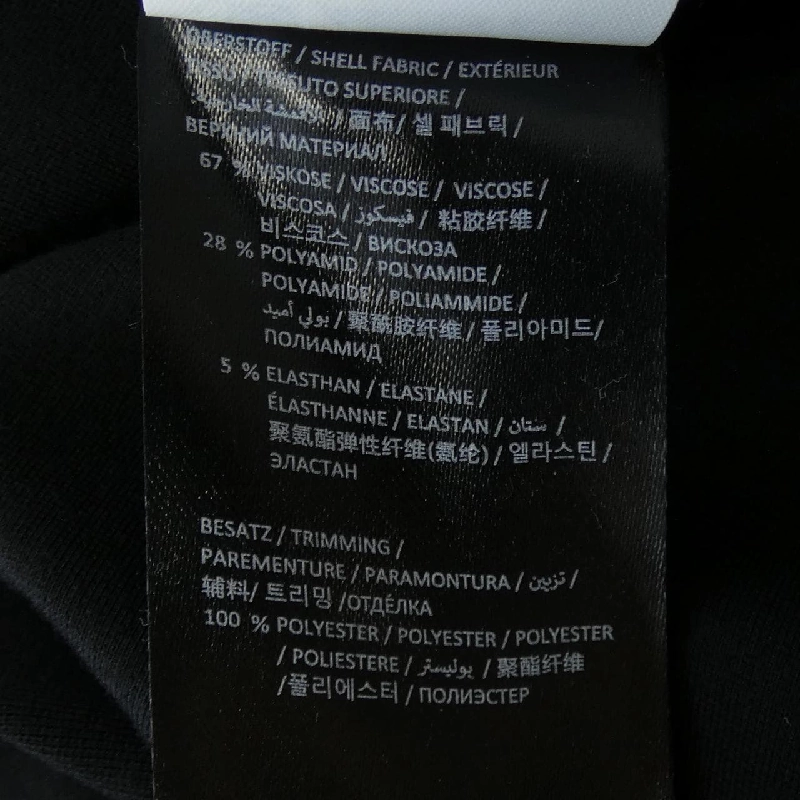 OBERSTOFF / SHELL FABRIC / EXTÉRIEUR
TISSU / TESSUTO SUPERIORE /
الأقمشة الخارجية / 画布/ 셸 패브릭 /
ВЕРХНИЙ МАТЕРИАЛ
67 % VISKOSE / VISCOSE / VISCOSE /
VISCOSA / فيسكوز / 粘胶纤维 /
비스코스 / ВИСКОЗА
28 % POLYAMID / POLYAMIDE /
POLYAMIDE / POLIAMMIDE /
بولي أميد / 聚酰胺纤维 / 폴리아미드/
ПОЛИАМИД
5 % ELASTHAN / ELASTANE /
ÉLASTHANNE / ELASTAN / ستان /
聚氨酯弹性纤维(氨纶) / 엘라스틴 /
ЭЛАСТАН
BESATZ / TRIMMING /
PAREMENTURE / PARAMONTURA / تزيين /
辅料/ 트리밍 /ОТДЕЛКА
100 % POLYESTER / POLYESTER / POLYESTER
/ POLIESTERE / بوليستر / 聚酯纤维
/폴리에스터 / ПОЛИЭСТЕР